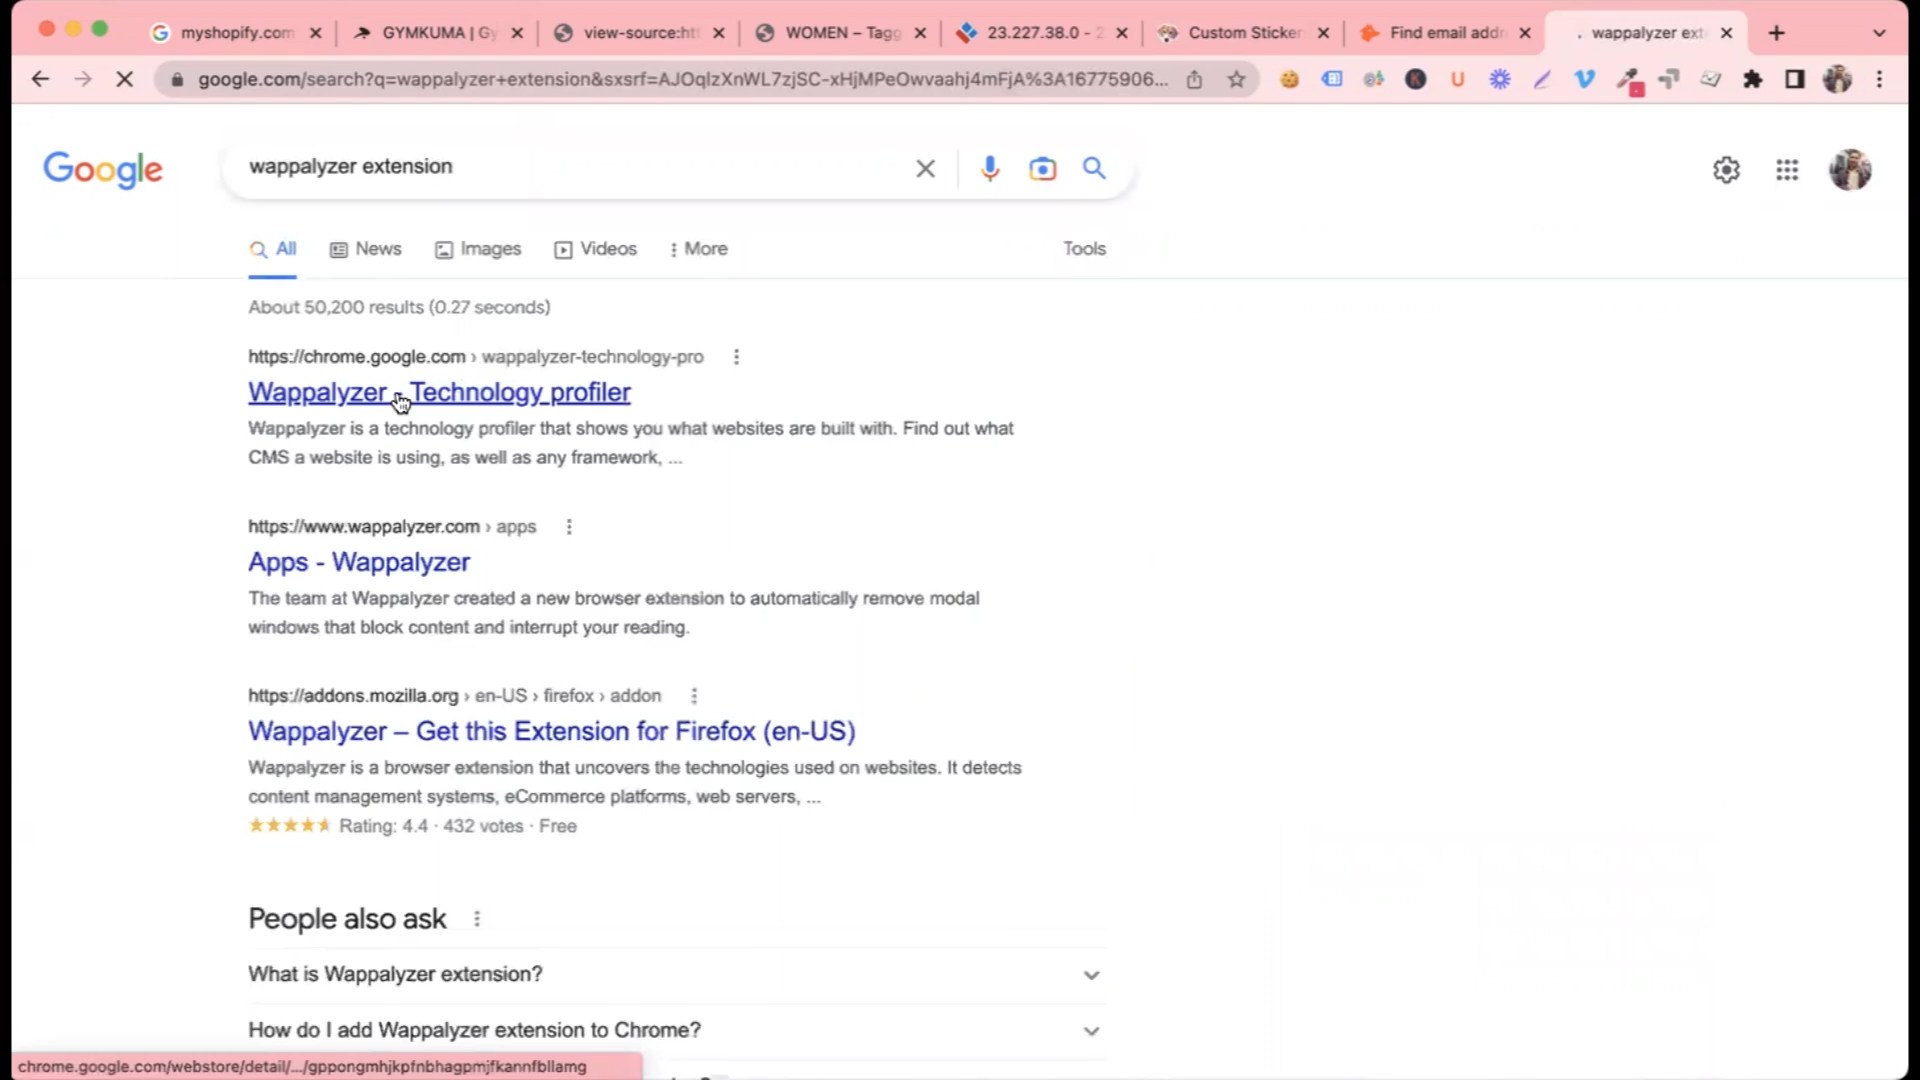 myshopify.com
GYMKUMA | Gy
view-source:htt
WOMEN – Tagg
23.227.38.0 - 2
Custom Sticker
Find email addr
wappalyzer ext
google.com/search?q=wappalyzer+extension&sxsrf=AJOqlzXnWL7zjSC-xHjMPeOwvaahj4mFjA%3A16775906...
Google
wappalyzer extension
All
News
Images
Videos
More
Tools
About 50,200 results (0.27 seconds)
https://chrome.google.com › wappalyzer-technology-pro
Wappalyzer - Technology profiler
Wappalyzer is a technology profiler that shows you what websites are built with. Find out what
CMS a website is using, as well as any framework, ...
https://www.wappalyzer.com › apps
Apps - Wappalyzer
The team at Wappalyzer created a new browser extension to automatically remove modal
windows that block content and interrupt your reading.
https://addons.mozilla.org › en-US › firefox › addon
Wappalyzer – Get this Extension for Firefox (en-US)
Wappalyzer is a browser extension that uncovers the technologies used on websites. It detects
content management systems, eCommerce platforms, web servers, ...
Rating: 4.4 · 432 votes · Free
People also ask
What is Wappalyzer extension?
How do I add Wappalyzer extension to Chrome?
chrome.google.com/webstore/detail/.../gppongmhjkpfnbhagpmjfkannfbllamg